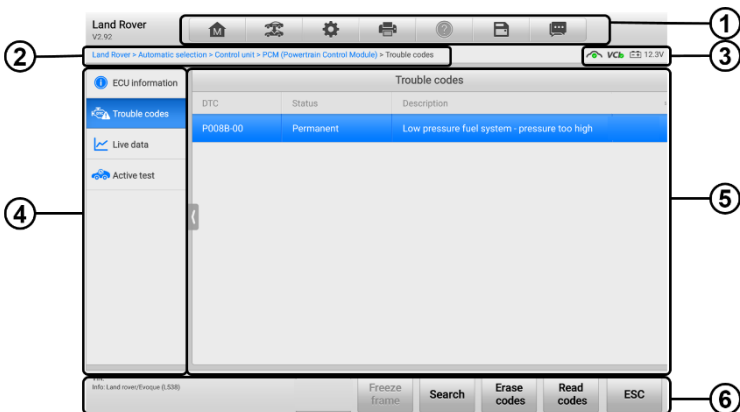 Land Rover
V2.92
M
?
1
2
Land Rover > Automatic selection > Control unit > PCM (Powertrain Control Module) > Trouble codes
VCI
12.3V
3
i ECU information
Trouble codes
Live data
Active test
4
Trouble codes
DTC Status Description
P008B-00 Permanent Low pressure fuel system - pressure too high
5
Info: Land rover/Evoque (L538)
Freeze frame
Search
Erase codes
Read codes
ESC
6